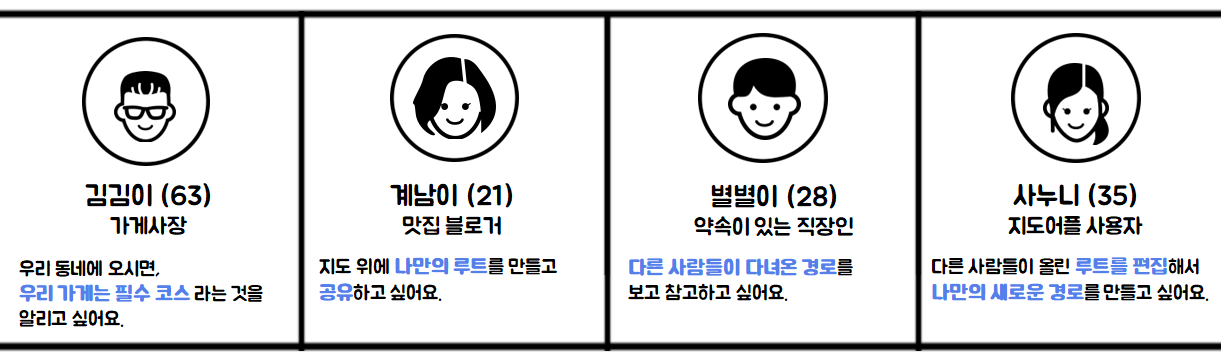 김김이 (63)
가게사장
우리 동네에 오시면,
우리 가게는 필수 코스 라는 것을
알리고 싶어요.
계남이 (21)
맛집 블로거
지도 위에 나만의 루트를 만들고
공유하고 싶어요.
별별이 (28)
약속이 있는 직장인
다른 사람들이 다녀온 경로를
보고 참고하고 싶어요.
사누니 (35)
지도어플 사용자
다른 사람들이 올린 루트를 편집해서
나만의 새로운 경로를 만들고 싶어요.